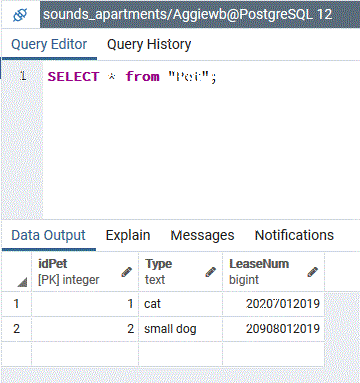 sounds_apartments/Aggiewb@PostgreSQL 12
Query Editor Query History
1 SELECT * from "Pet";
Data Output Explain Messages Notifications
idPet Type LeaseNum
[PK] integer text bigint
1 1 cat 20207012019
2 2 small dog 20908012019